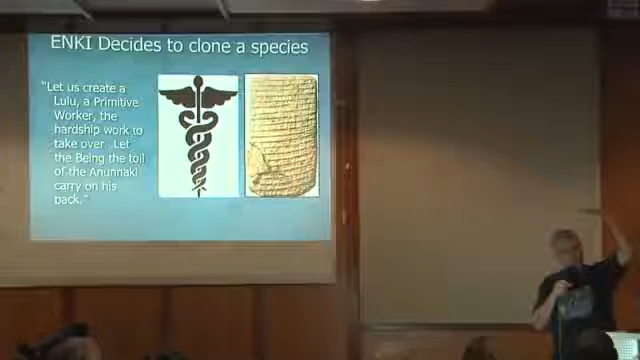 ENKI Decides to clone a species
"Let us create a
Lulu, a Primitive
Worker, the
hardship work to
take over. Let
the Being the toil
of the Anunnaki
carry on his
back."